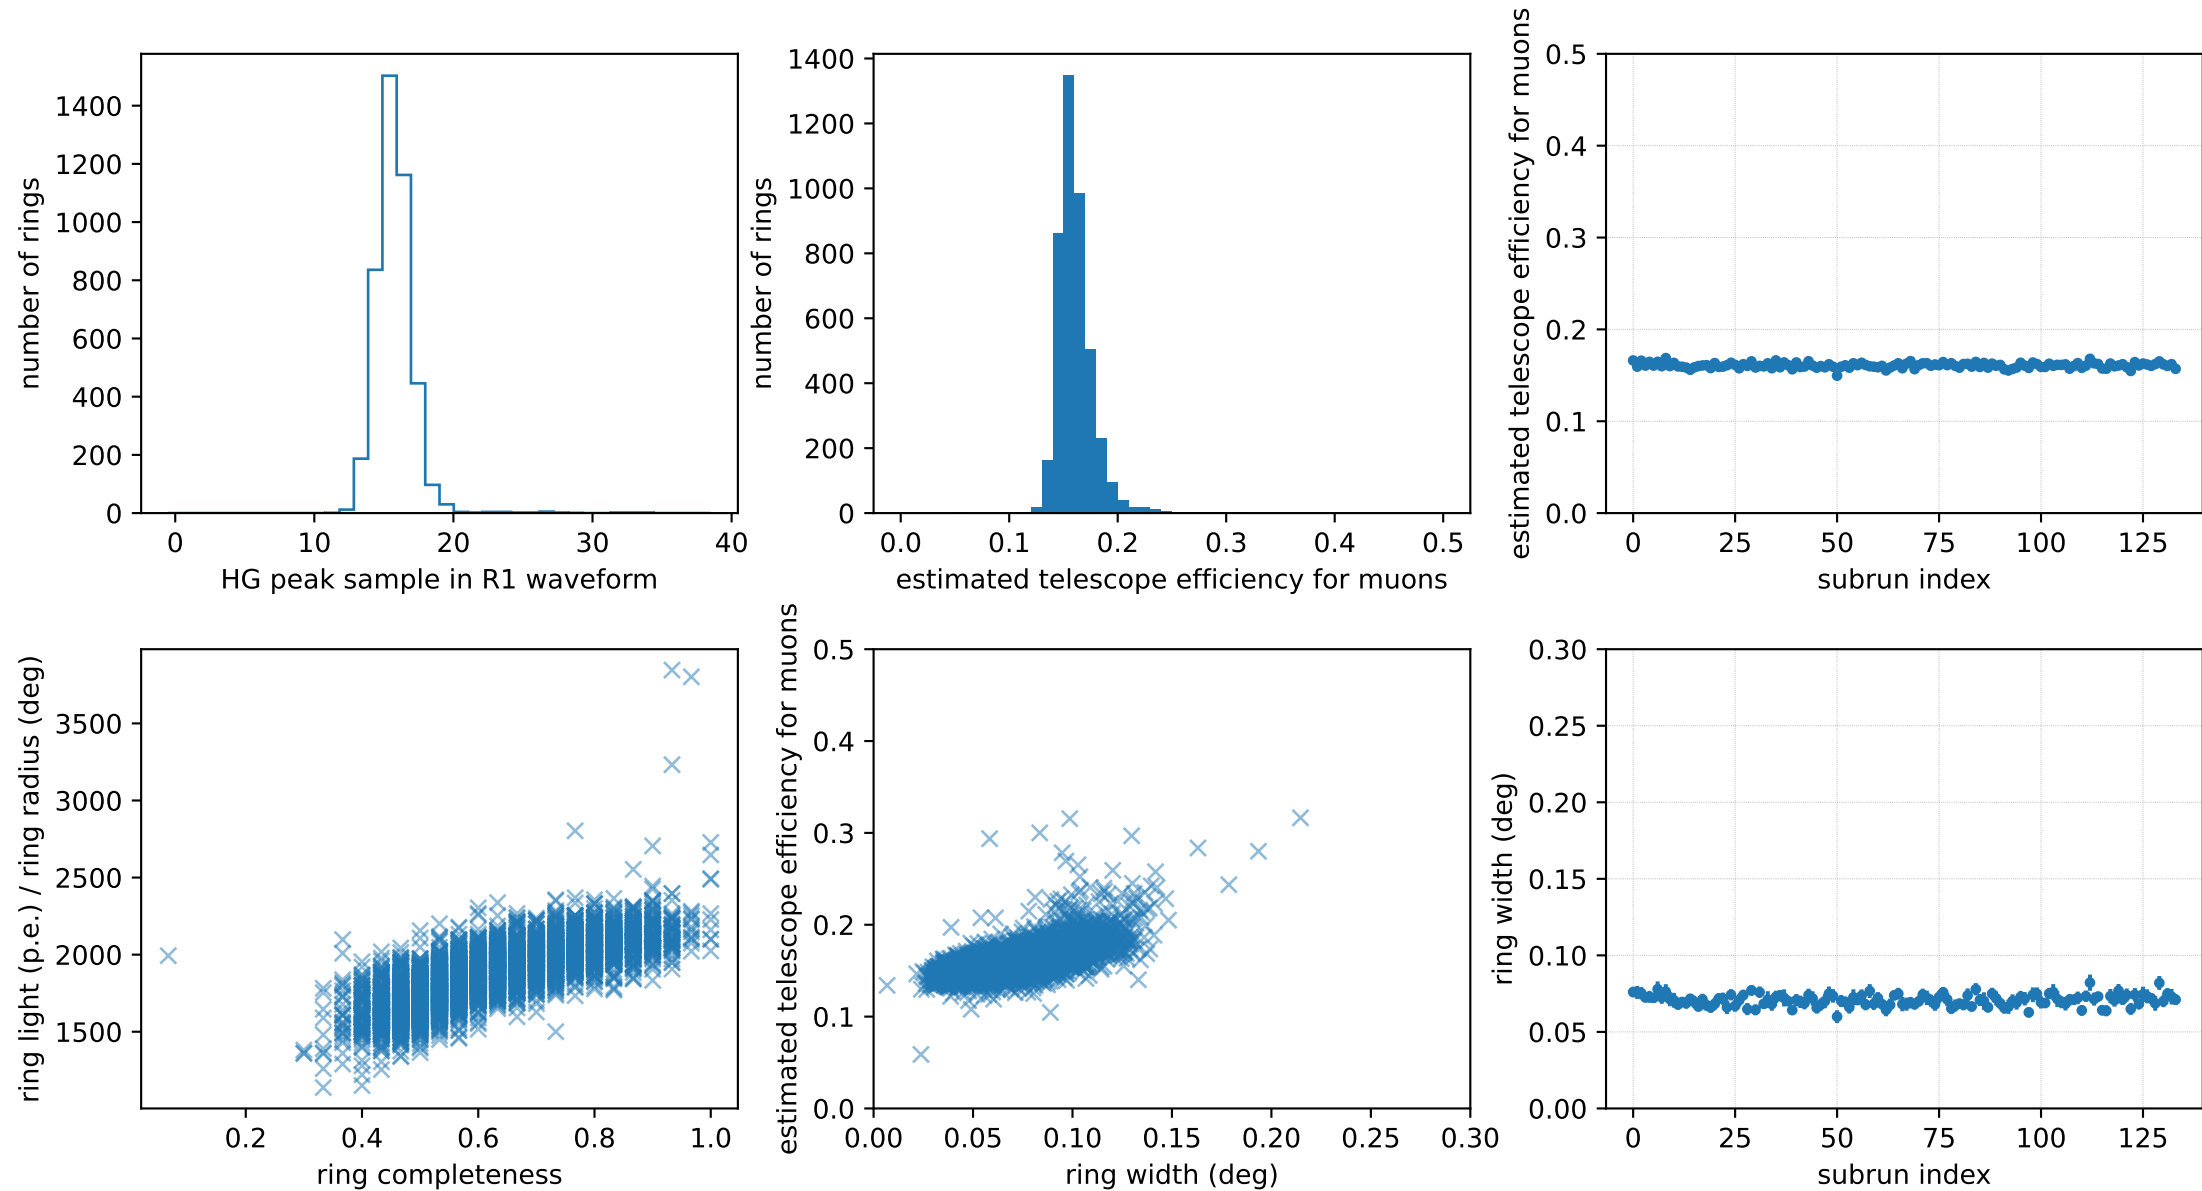 number of rings
1400
1200
1000
800
600
400
200
0
0 10 20 30 40
HG peak sample in R1 waveform
number of rings
1400
1200
1000
800
600
400
200
0
0.0 0.1 0.2 0.3 0.4 0.5
estimated telescope efficiency for muons
estimated telescope efficiency for muons
0.5
0.4
0.3
0.2
0.1
0.0
0 25 50 75 100 125
subrun index
ring light (p.e.) / ring radius (deg)
3500
3000
2500
2000
1500
0.2 0.4 0.6 0.8 1.0
ring completeness
estimated telescope efficiency for muons
0.5
0.4
0.3
0.2
0.1
0.0
0.00 0.05 0.10 0.15 0.20 0.25 0.30
ring width (deg)
ring width (deg)
0.30
0.25
0.20
0.15
0.10
0.05
0.00
0 25 50 75 100 125
subrun index